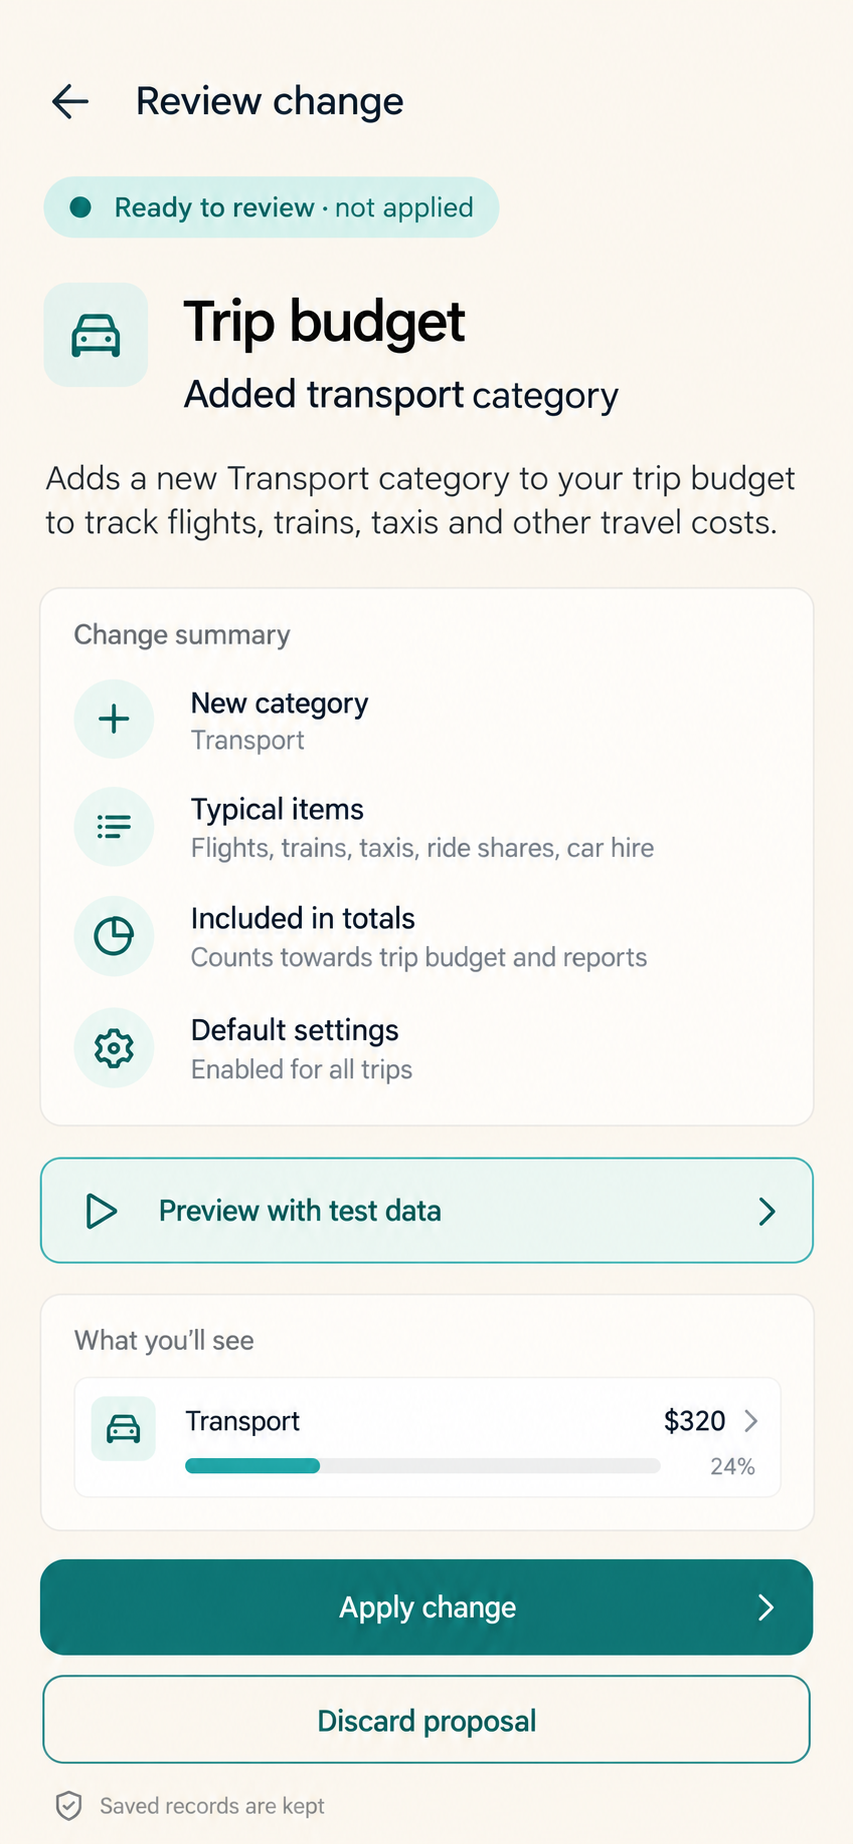 Review change
Ready to review · not applied
Trip budget
Added transport category
Adds a new Transport category to your trip budget
to track flights, trains, taxis and other travel costs.
Change summary
New category
Transport
Typical items
Flights, trains, taxis, ride shares, car hire
Included in totals
Counts towards trip budget and reports
Default settings
Enabled for all trips
Preview with test data
What you’ll see
Transport $320
24%
Apply change
Discard proposal
Saved records are kept